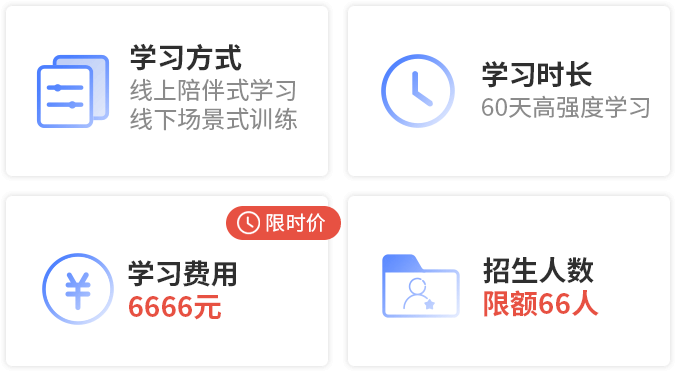 学习方式
线上陪伴式学习
线下场景式训练
学习时长
60天高强度学习
限时价
学习费用
6666元
招生人数
限额66人